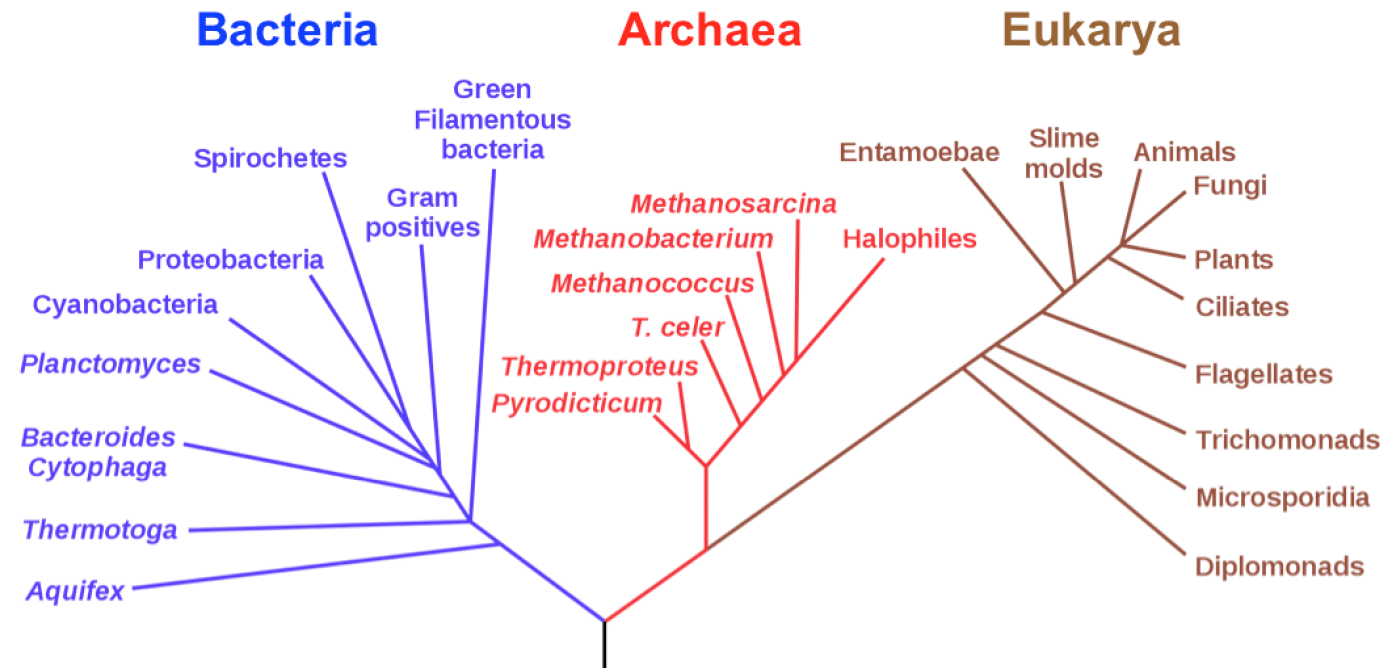 Bacteria
Archaea
Eukarya
Green
Filamentous
bacteria
Spirochetes
Gram
positives
Proteobacteria
Cyanobacteria
Planctomyces
Bacteroides
Cytophaga
Thermotoga
Aquifex
Methanosarcina
Methanobacterium
Halophiles
Methanococcus
T. celer
Thermoproteus
Pyrodicticum
Entamoebae
Slime
molds
Animals
Fungi
Plants
Ciliates
Flagellates
Trichomonads
Microsporidia
Diplomonads